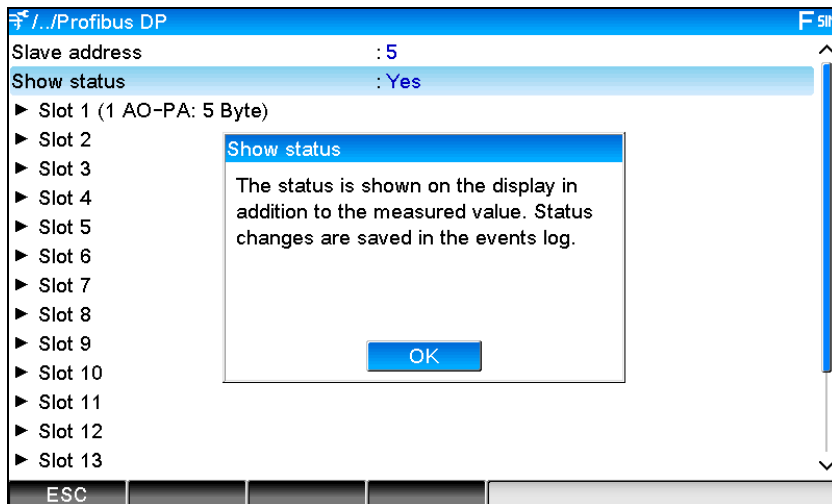 /../Profibus DP
F SIM
Slave address : 5
Show status : Yes
► Slot 1 (1 AO-PA: 5 Byte)
► Slot 2
► Slot 3
► Slot 4
► Slot 5
► Slot 6
► Slot 7
► Slot 8
► Slot 9
► Slot 10
► Slot 11
► Slot 12
► Slot 13
Show status
The status is shown on the display in
addition to the measured value. Status
changes are saved in the events log.
OK
ESC